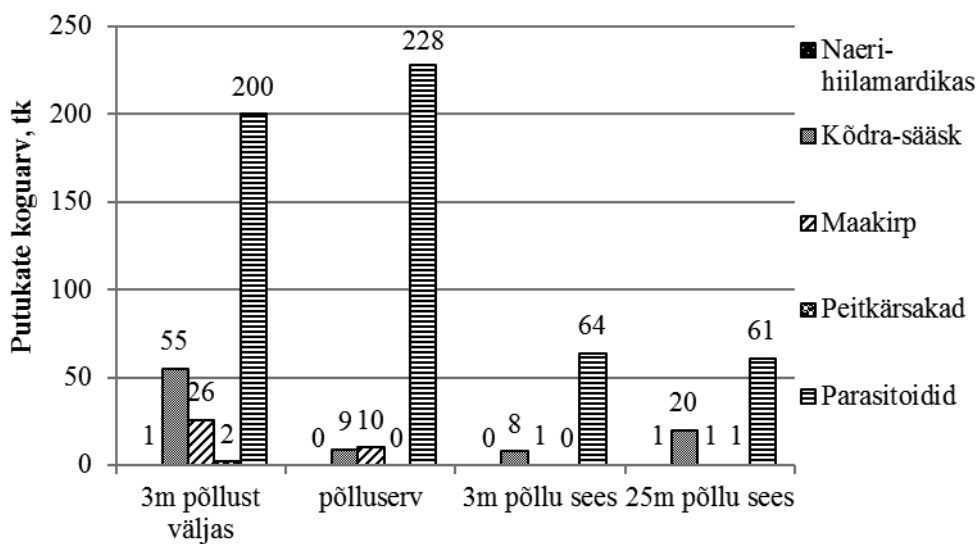 Putukate koguarv, tk
250
200
150
100
50
0
1
55
26
2
200
0
9
10
0
228
0
8
1
0
64
1
20
1
1
61
3m põllust
väljas
põlluserv
3m põllu sees
25m põllu sees
Naeri-
hiilamardikas
Kõdra-sääsk
Maakirp
Peitkärsakad
Parasitoidid